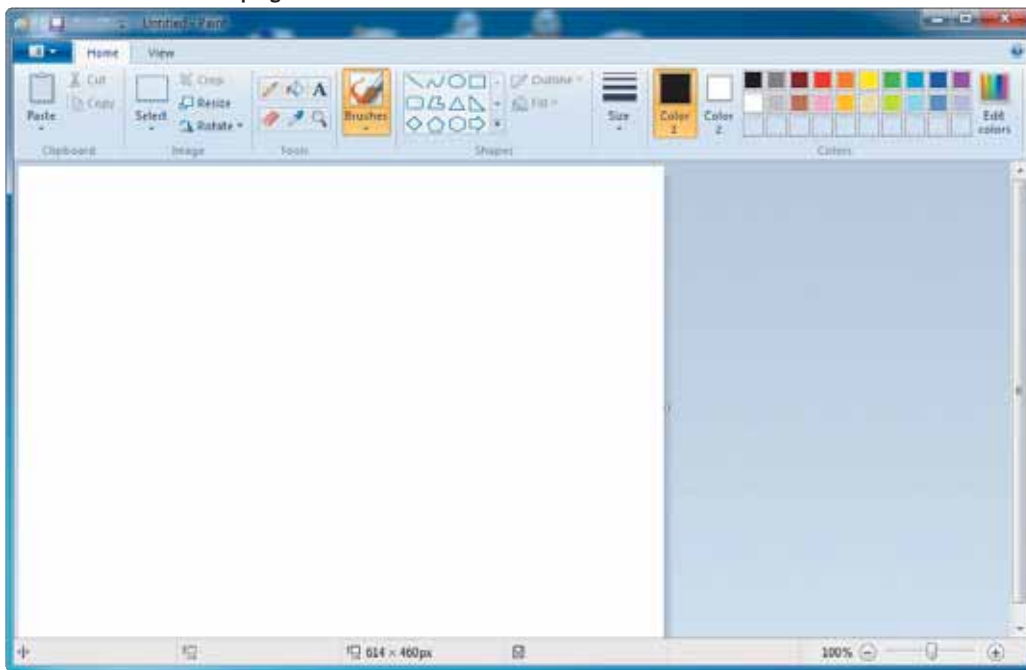 Untitled - Paint
Home View
Cut
Copy
Paste
Clipboard
Select
Crop
Resize
Rotate
Image
A
Tools
Brushes
Outline
Fill
Shapes
Size
Color
1
Color
2
Edit
colors
Colors
614 × 460px
100%